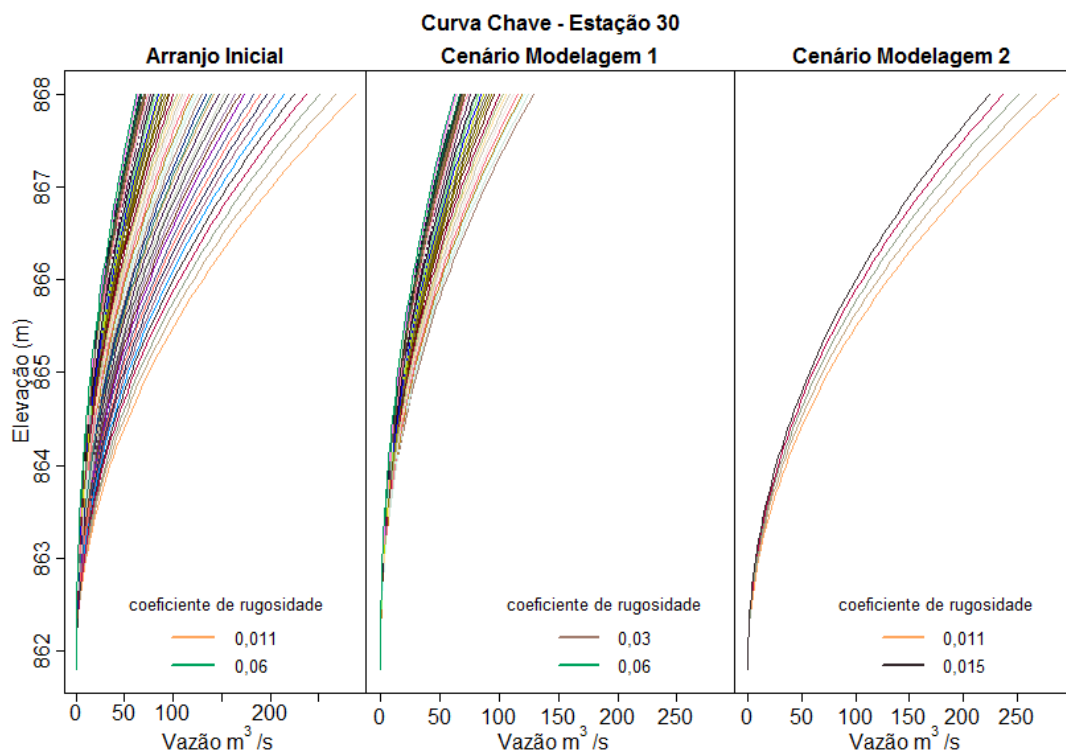 Curva Chave - Estação 30
Arranjo Inicial Cenário Modelagem 1 Cenário Modelagem 2
Elevação (m)
868
867
866
865
864
863
862
coeficiente de rugosidade coeficiente de rugosidade coeficiente de rugosidade
0,011 0,03 0,011
0,06 0,06 0,015
0 50 100 200 0 50 100 150 200 250 0 50 100 150 200 250
Vazão m³ /s Vazão m³ /s Vazão m³ /s